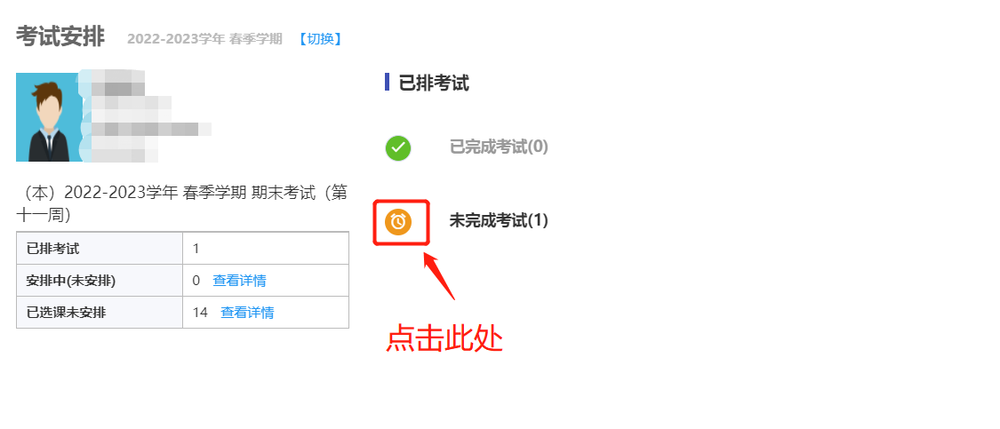 考试安排 2022-2023学年 春季学期 【切换】
（本）2022-2023学年 春季学期 期末考试（第
十一周）
已排考试 1
安排中(未安排) 0 查看详情
已选课未安排 14 查看详情
已排考试
已完成考试(0)
未完成考试(1)
点击此处